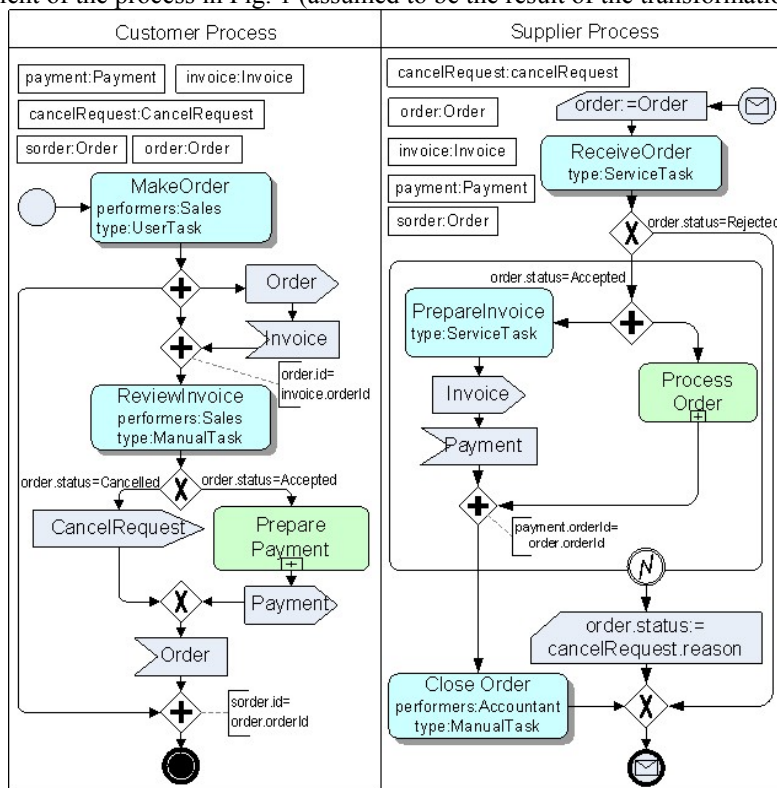 ent of the process in Fig. 1 (assumed to be the result of the transformatio
Customer Process
payment:Payment
invoice:Invoice
cancelRequest:CancelRequest
sorder:Order
order:Order
MakeOrder
performers:Sales
type:UserTask
Order
Invoice
order.id=
invoice.orderId
ReviewInvoice
performers:Sales
type:ManualTask
order.status=Cancelled
order.status=Accepted
CancelRequest
Prepare
Payment
Payment
Order
sorder.id=
order.orderId
Supplier Process
cancelRequest:cancelRequest
order:Order
invoice:Invoice
payment:Payment
sorder:Order
order:=Order
ReceiveOrder
type:ServiceTask
order.status=Rejected
order.status=Accepted
PrepareInvoice
type:ServiceTask
Process
Order
Invoice
Payment
payment.orderId=
order.orderId
order.status:=
cancelRequest.reason
Close Order
performers:Accountant
type:ManualTask